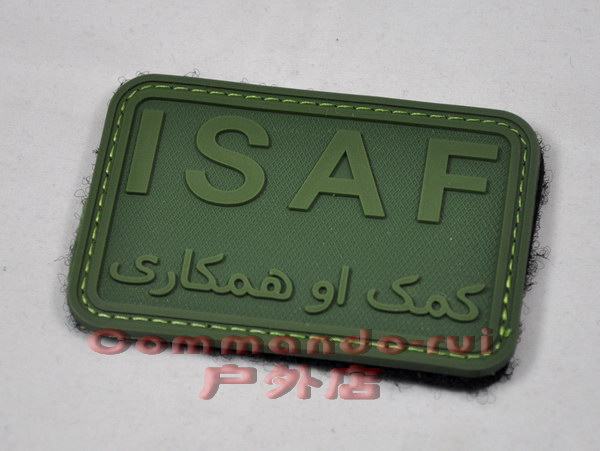 ISAF
کمک او همکاری
Commando-rui
户外店